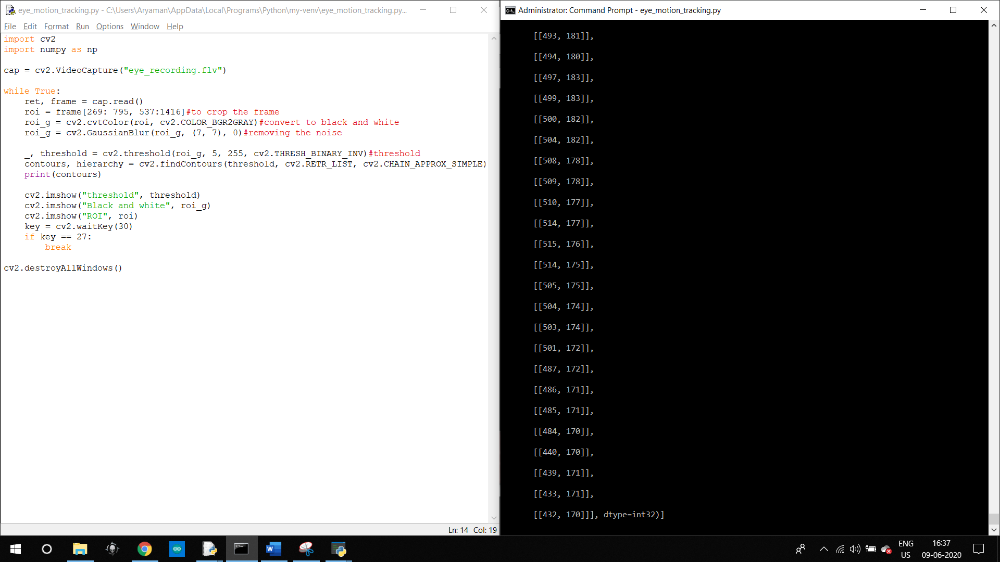 eye_motion_tracking.py - C:\Users\Aryaman\AppData\Local\Programs\Python\my-venv\eye_motion_tracking.py...
File Edit Format Run Options Window Help
import cv2
import numpy as np
cap = cv2.VideoCapture("eye_recording.flv")
while True:
    ret, frame = cap.read()
    roi = frame[269: 795, 537:1416]#to crop the frame
    roi_g = cv2.cvtColor(roi, cv2.COLOR_BGR2GRAY)#convert to black and white
    roi_g = cv2.GaussianBlur(roi_g, (7, 7), 0)#removing the noise
    _, threshold = cv2.threshold(roi_g, 5, 255, cv2.THRESH_BINARY_INV)#threshold
    contours, hierarchy = cv2.findContours(threshold, cv2.RETR_LIST, cv2.CHAIN_APPROX_SIMPLE)
    print(contours)
    cv2.imshow("threshold", threshold)
    cv2.imshow("Black and white", roi_g)
    cv2.imshow("ROI", roi)
    key = cv2.waitKey(30)
    if key == 27:
        break
cv2.destroyAllWindows()
Ln: 14 Col: 19
Administrator: Command Prompt - eye_motion_tracking.py
[[493, 181]],
[[494, 180]],
[[497, 183]],
[[499, 183]],
[[500, 182]],
[[504, 182]],
[[508, 178]],
[[509, 178]],
[[510, 177]],
[[514, 177]],
[[515, 176]],
[[514, 175]],
[[505, 175]],
[[504, 174]],
[[503, 174]],
[[501, 172]],
[[487, 172]],
[[486, 171]],
[[485, 171]],
[[484, 170]],
[[440, 170]],
[[439, 171]],
[[433, 171]],
[[432, 170]]], dtype=int32)]
ENG
US
16:37
09-06-2020